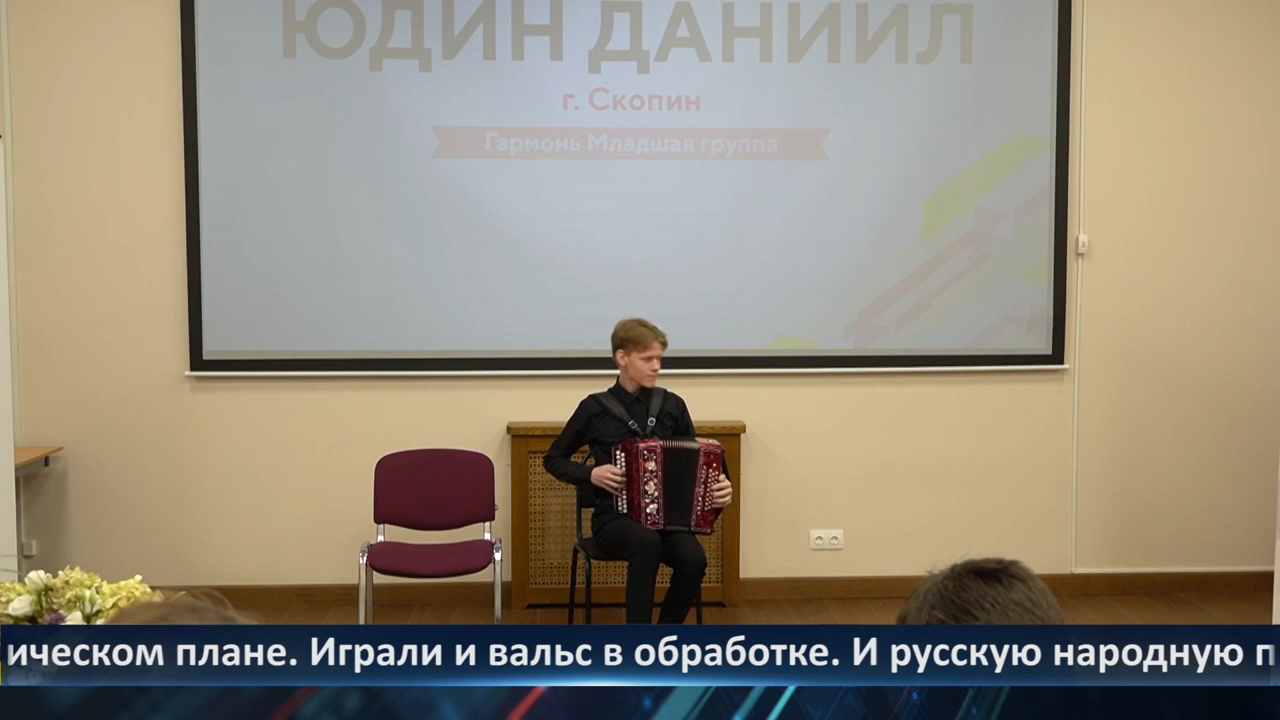 ЮДИН ДАНИИЛ
г. Скопин
Гармонь Младшая группа
ическом плане. Играли и вальс в обработке. И русскую народную п